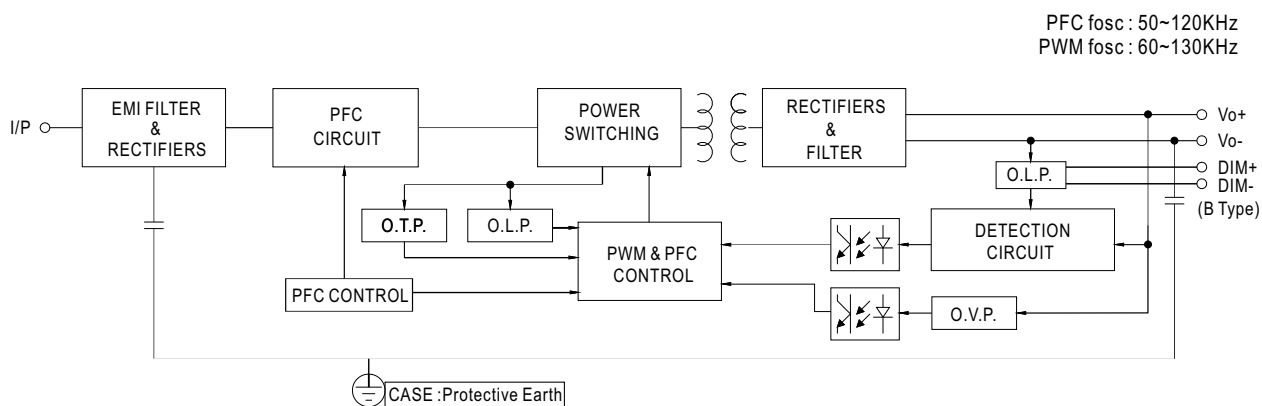 PFC fosc : 50~120KHz
PWM fosc : 60~130KHz
I/P
EMI FILTER
&
RECTIFIERS
PFC
CIRCUIT
POWER
SWITCHING
RECTIFIERS
&
FILTER
Vo+
Vo-
DIM+
DIM-
(B Type)
O.L.P.
O.T.P.
O.L.P.
PWM & PFC
CONTROL
DETECTION
CIRCUIT
PFC CONTROL
O.V.P.
CASE :Protective Earth